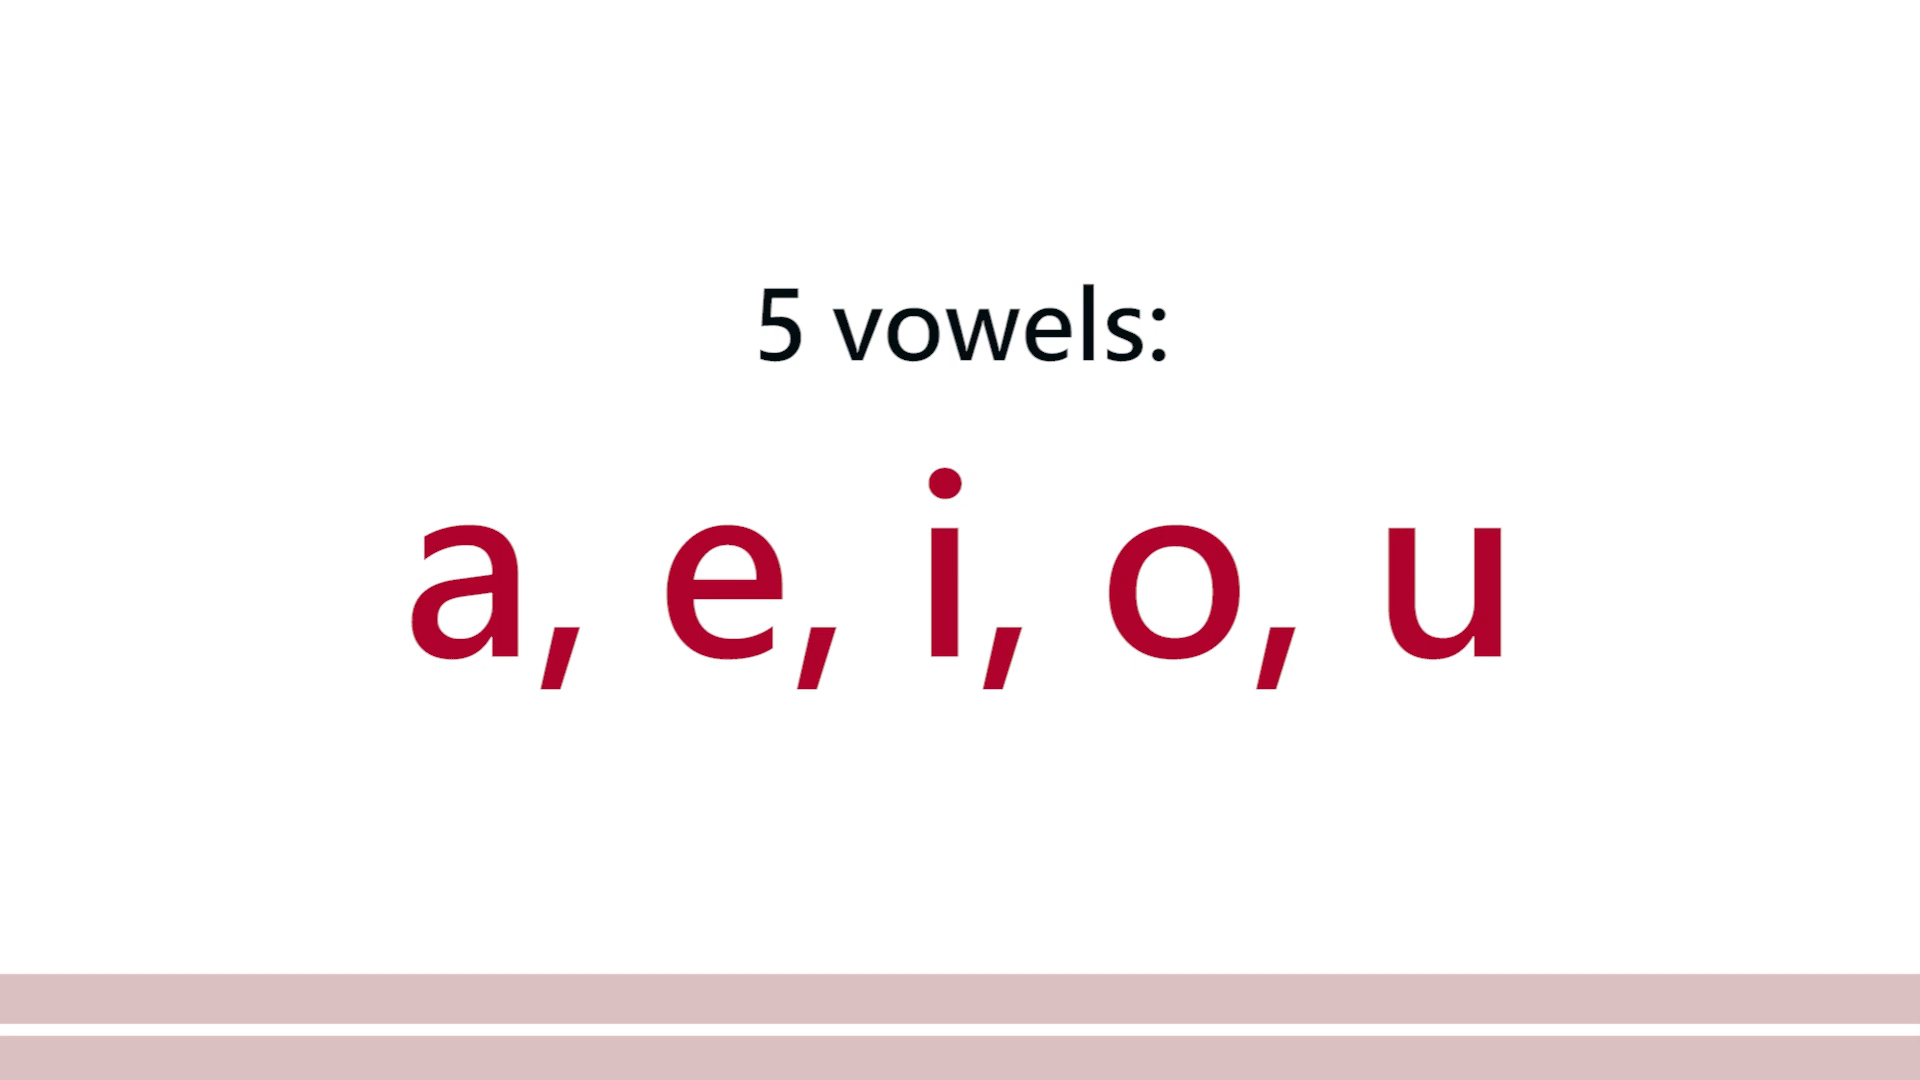 5 vowels:
a, e, i, o, u